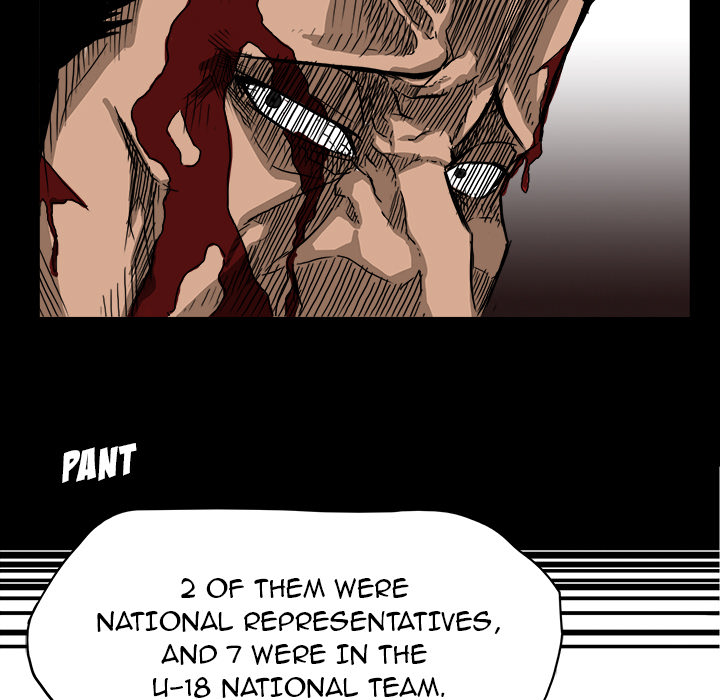 PANT
2 OF THEM WERE
NATIONAL REPRESENTATIVES,
AND 7 WERE IN THE
U-18 NATIONAL TEAM.